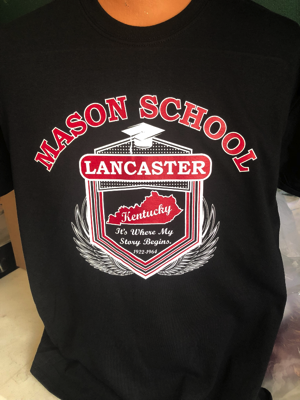 MASON SCHOOL
LANCASTER
Kentucky
It's Where My
Story Begins.
1922-1964